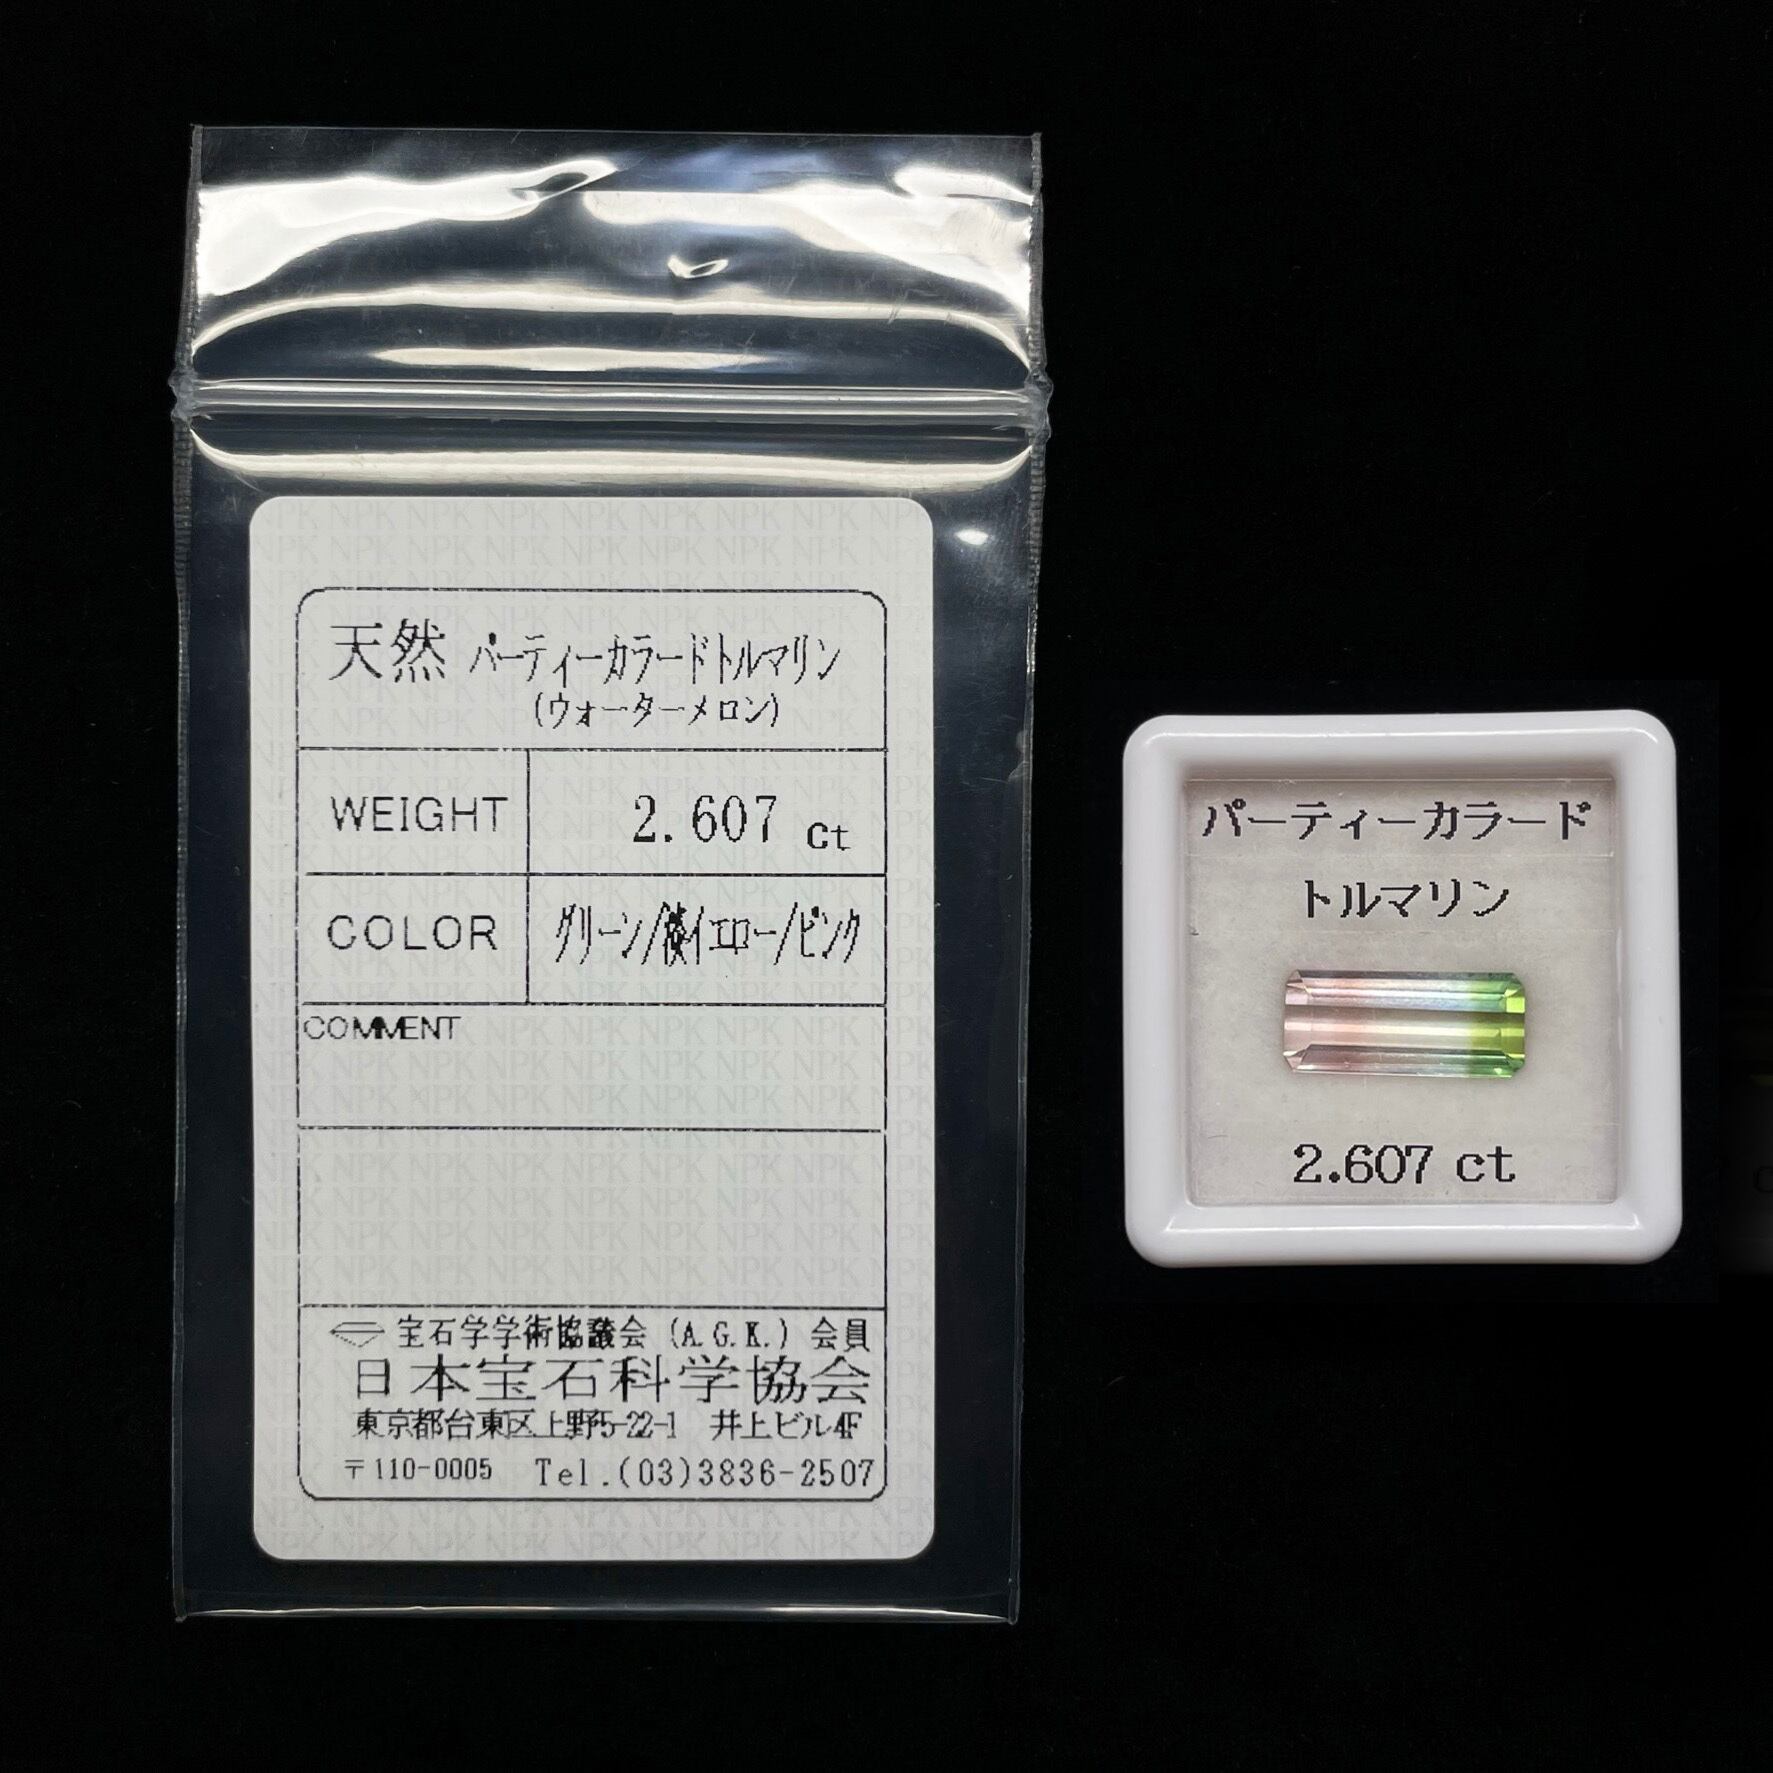 天然 パーティーカラードトルマリン
(ウォーターメロン)
WEIGHT 2.607 ct
COLOR グリーン/淡イエロー/ピンク
COMMENT
宝石学学術協議会 (A.G.K.) 会員
日本宝石科学協会
東京都台東区上野5-22-1 井上ビル4F
〒110-0005 Tel.(03)3836-2507
パーティーカラード
トルマリン
2.607 ct